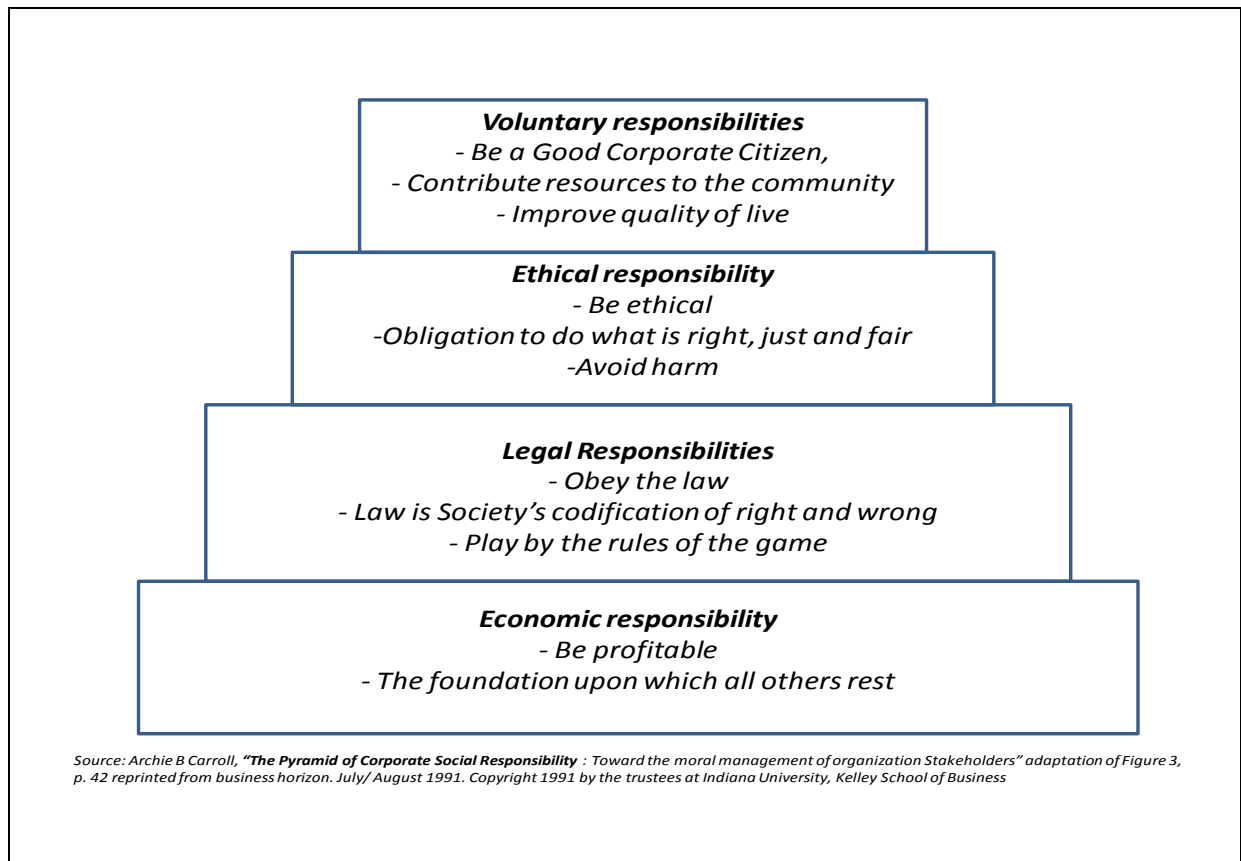 Voluntary responsibilities
- Be a Good Corporate Citizen,
- Contribute resources to the community
- Improve quality of live
Ethical responsibility
- Be ethical
-Obligation to do what is right, just and fair
-Avoid harm
Legal Responsibilities
- Obey the law
- Law is Society’s codification of right and wrong
- Play by the rules of the game
Economic responsibility
- Be profitable
- The foundation upon which all others rest
Source: Archie B Carroll, “The Pyramid of Corporate Social Responsibility : Toward the moral management of organization Stakeholders” adaptation of Figure 3,
p. 42 reprinted from business horizon. July/ August 1991. Copyright 1991 by the trustees at Indiana University, Kelley School of Business